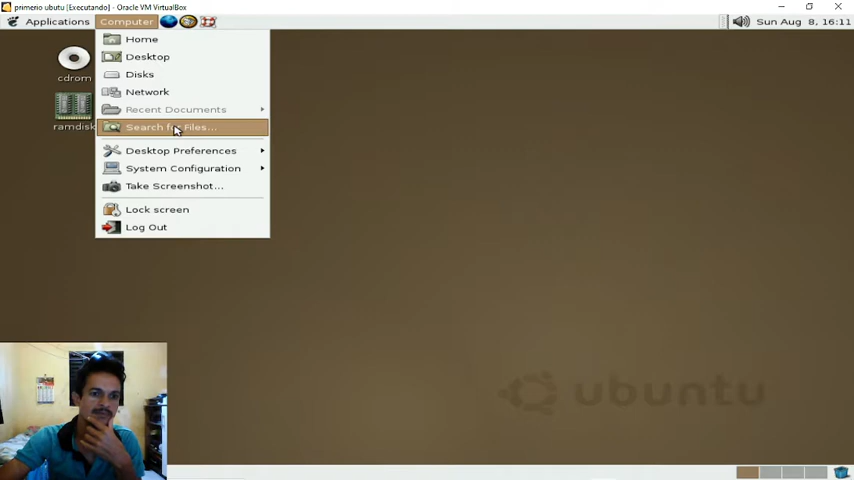 primerio ubutu [Executando] - Oracle VM VirtualBox
Applications Computer Sun Aug 8, 16:11
Home
Desktop
Disks
Network
Recent Documents
Search for Files...
Desktop Preferences
System Configuration
Take Screenshot...
Lock screen
Log Out
cdrom
ramdisk
ubuntu